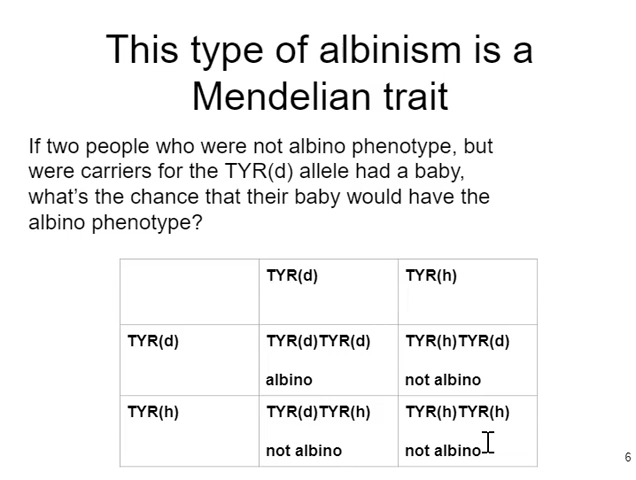 This type of albinism is a
Mendelian trait
If two people who were not albino phenotype, but
were carriers for the TYR(d) allele had a baby,
what's the chance that their baby would have the
albino phenotype?
TYR(d) TYR(h)
TYR(d) TYR(d)TYR(d) TYR(h)TYR(d)
albino not albino
TYR(h) TYR(d)TYR(h) TYR(h)TYR(h)
not albino not albino
6